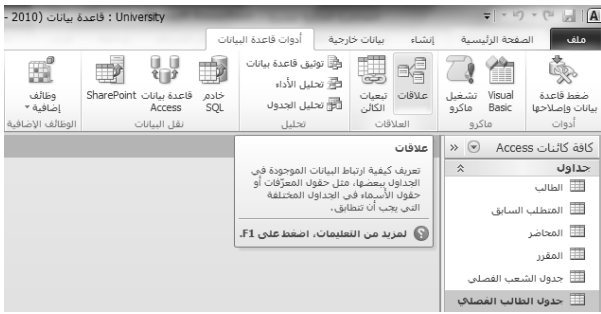 University : قاعدة بيانات (2010 -
ملف الصفحة الرئيسية إنشاء بيانات خارجية أدوات قاعدة البيانات
ضغط قاعدة بيانات وإصلاحها
أدوات
Visual Basic
تشغيل ماكرو
ماكرو
علاقات
تبعيات الكائن
العلاقات
توثيق قاعدة بيانات
تحليل الأداء
تحليل الجدول
تحليل
خادم SQL
قاعدة بيانات Access
SharePoint
نقل البيانات
وظائف إضافية
الوظائف الإضافية
كافة كائنات Access
جداول
الطالب
المتطلب السابق
المحاضر
المقرر
جدول الشعب الفصلي
جدول الطالب الفصلي
علاقات
تعريف كيفية ارتباط البيانات الموجودة في
الجداول ببعضها، مثل حقول المعرّفات أو
حقول الأسماء في الجداول المختلفة
التي يجب أن تتطابق.
لمزيد من التعليمات، اضغط على F1.